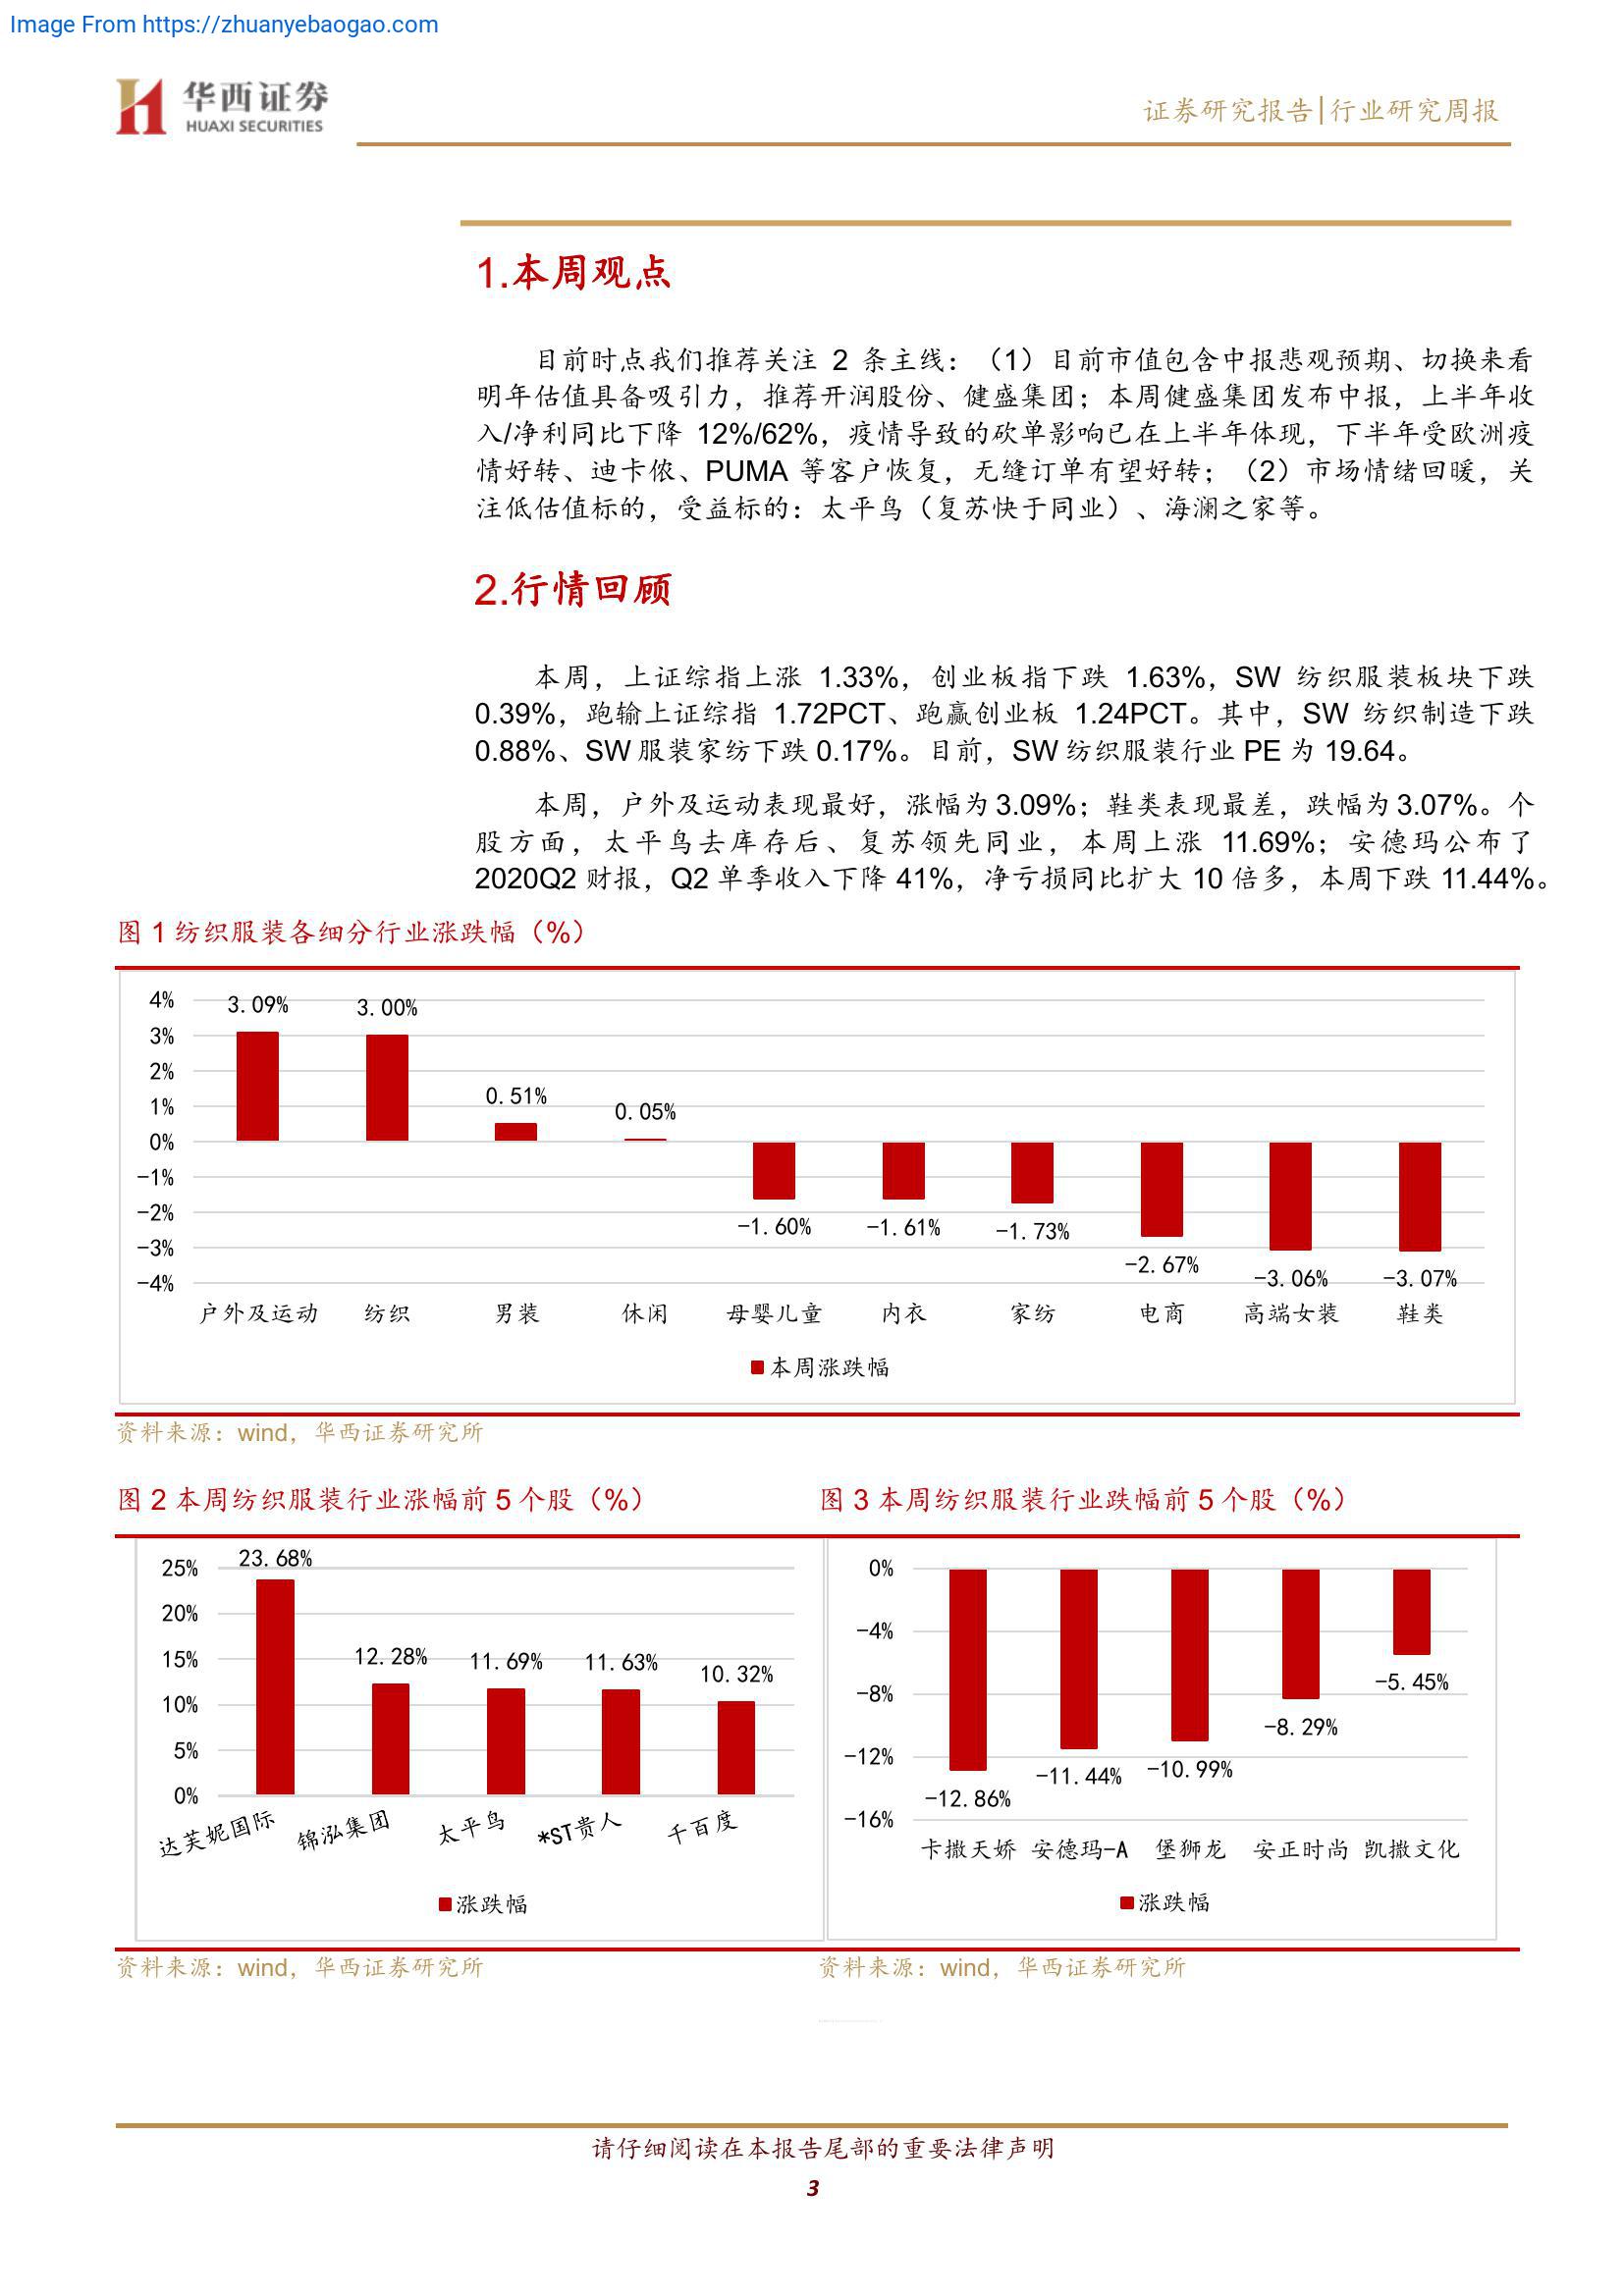 Image From https://zhuanyebaogao.com
华西证券
HUAXI SECURITIES
证券研究报告|行业研究周报
1.本周观点
目前时点我们推荐关注 2 条主线：（1）目前市值包含中报悲观预期、切换来看
明年估值具备吸引力，推荐开润股份、健盛集团；本周健盛集团发布中报，上半年收
入/净利同比下降 12%/62%，疫情导致的砍单影响已在上半年体现，下半年受欧洲疫
情好转、迪卡侬、PUMA 等客户恢复，无缝订单有望好转；（2）市场情绪回暖，关
注低估值标的，受益标的：太平鸟（复苏快于同业）、海澜之家等。
2.行情回顾
本周，上证综指上涨 1.33%，创业板指下跌 1.63%，SW 纺织服装板块下跌
0.39%，跑输上证综指 1.72PCT、跑赢创业板 1.24PCT。其中，SW 纺织制造下跌
0.88%、SW 服装家纺下跌 0.17%。目前，SW 纺织服装行业 PE 为 19.64。
本周，户外及运动表现最好，涨幅为 3.09%；鞋类表现最差，跌幅为 3.07%。个
股方面，太平鸟去库存后、复苏领先同业，本周上涨 11.69%；安德玛公布了
2020Q2 财报，Q2 单季收入下降 41%，净亏损同比扩大 10 倍多，本周下跌 11.44%。
图 1 纺织服装各细分行业涨跌幅（%）
4%
3%
2%
1%
0%
-1%
-2%
-3%
-4%
3.09%
3.00%
0.51%
0.05%
-1.60%
-1.61%
-1.73%
-2.67%
-3.06%
-3.07%
户外及运动 纺织 男装 休闲 母婴儿童 内衣 家纺 电商 高端女装 鞋类
本周涨跌幅
资料来源：wind，华西证券研究所
图 2 本周纺织服装行业涨幅前 5 个股（%）
25%
20%
15%
10%
5%
0%
23.68%
12.28%
11.69%
11.63%
10.32%
达芙妮国际 锦泓集团 太平鸟 *ST贵人 千百度
涨跌幅
资料来源：wind，华西证券研究所
图 3 本周纺织服装行业跌幅前 5 个股（%）
0%
-4%
-8%
-12%
-16%
-12.86%
-11.44%
-10.99%
-8.29%
-5.45%
卡撒天娇 安德玛-A 堡狮龙 安正时尚 凯撒文化
涨跌幅
资料来源：wind，华西证券研究所
请仔细阅读在本报告尾部的重要法律声明
3